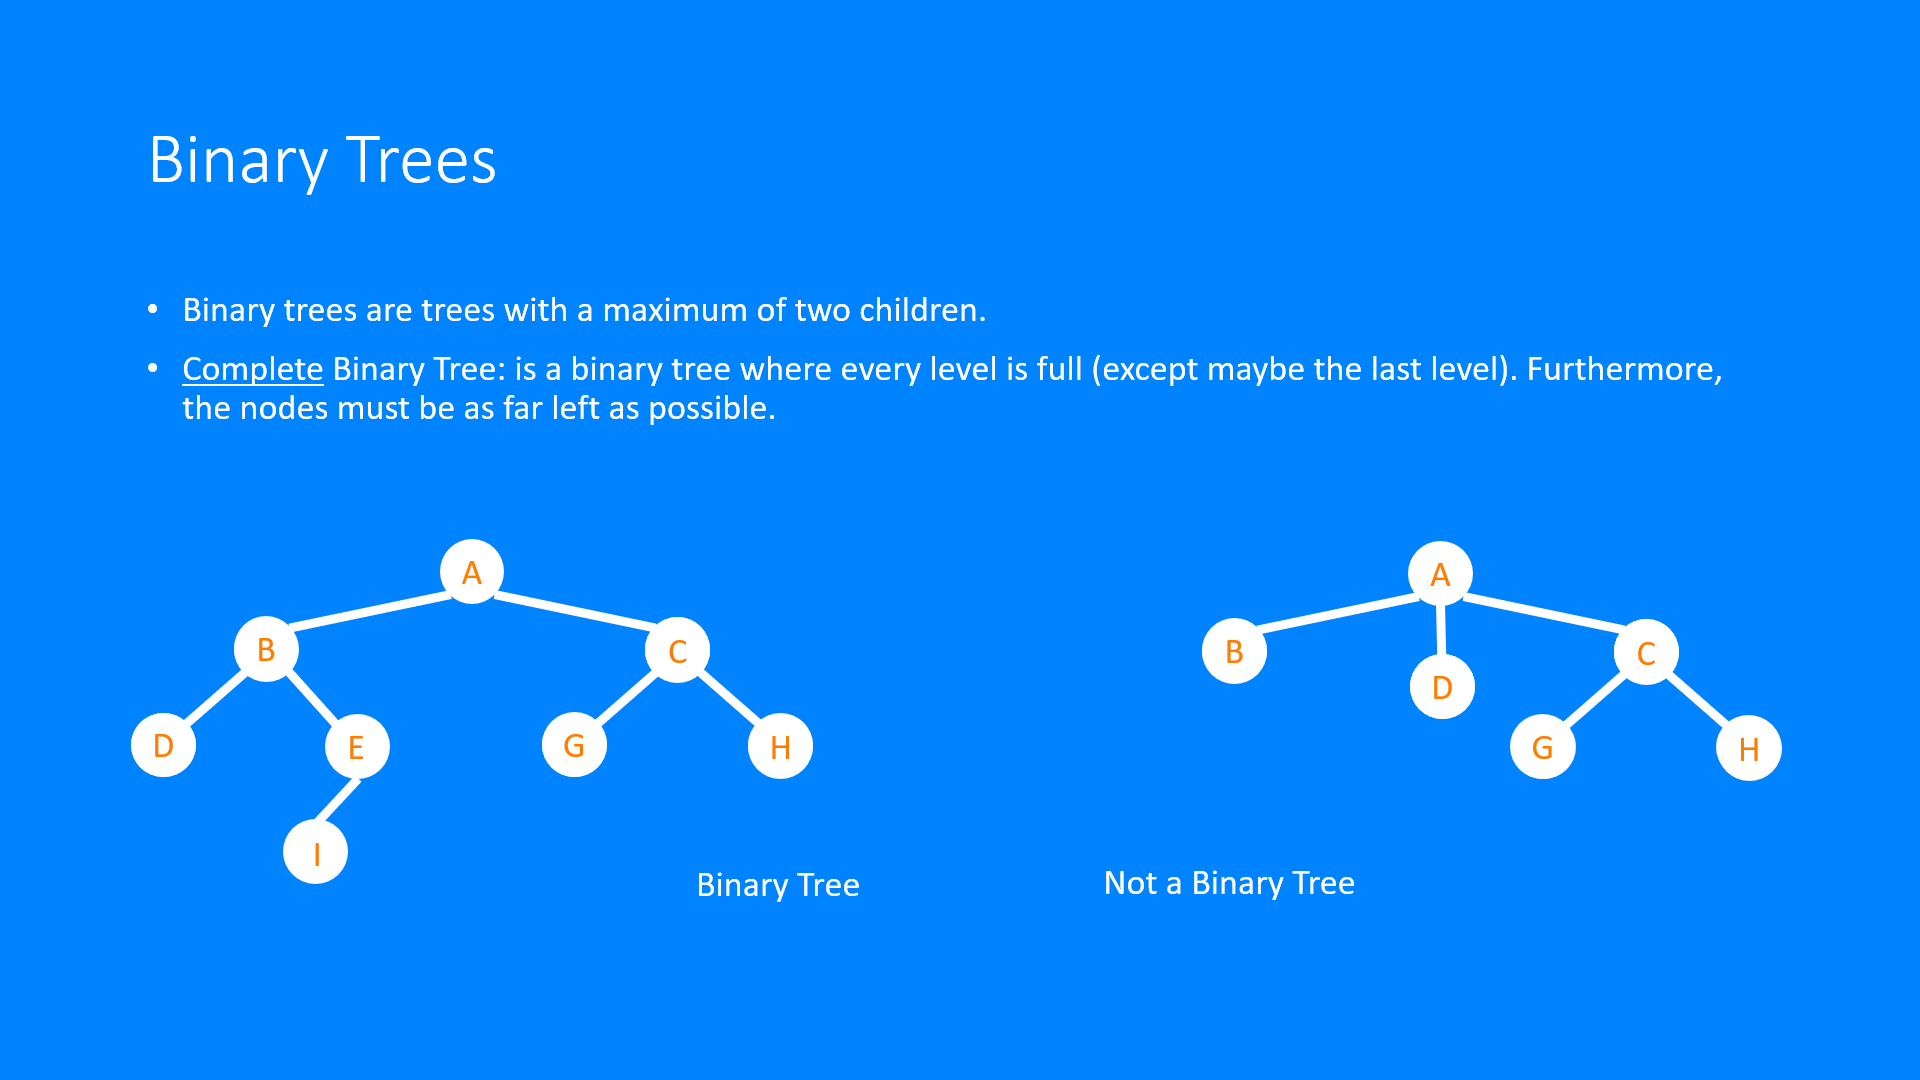 Binary Trees
• Binary trees are trees with a maximum of two children.
• Complete Binary Tree: is a binary tree where every level is full (except maybe the last level). Furthermore,
the nodes must be as far left as possible.
A
B
C
D
E
G
H
I
Binary Tree
A
B
D
C
G
H
Not a Binary Tree